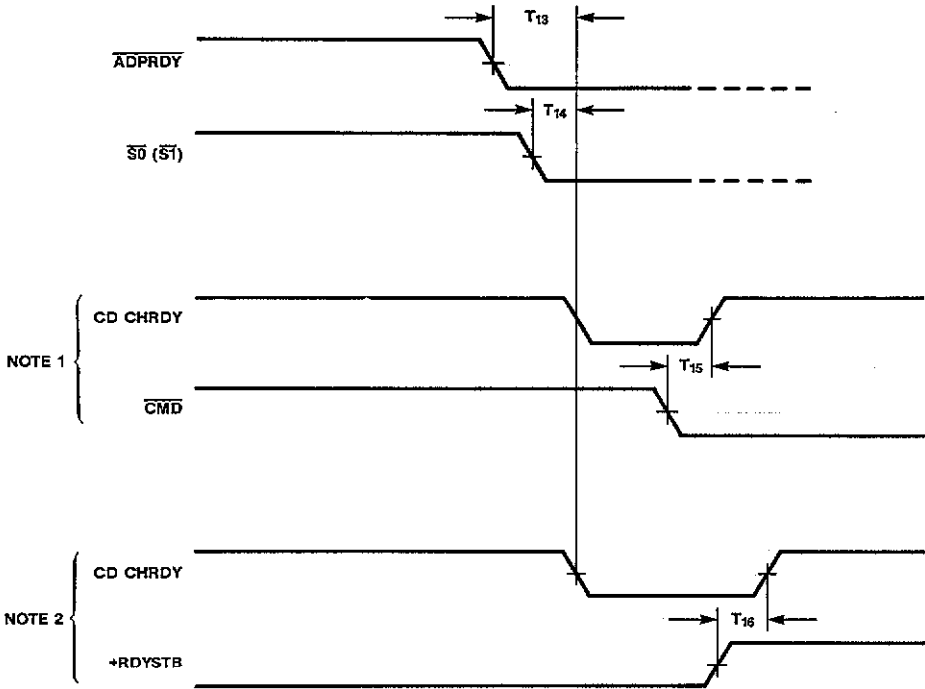 T13
ADPRDY
T14
S0 (S1)
CD CHRDY
NOTE 1
T15
CMD
CD CHRDY
NOTE 2
T16
+RDYSTB